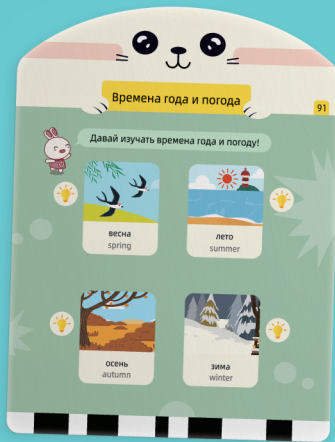 Времена года и погода
91
Давай изучать времена года и погоду!
весна
spring
лето
summer
осень
autumn
зима
winter